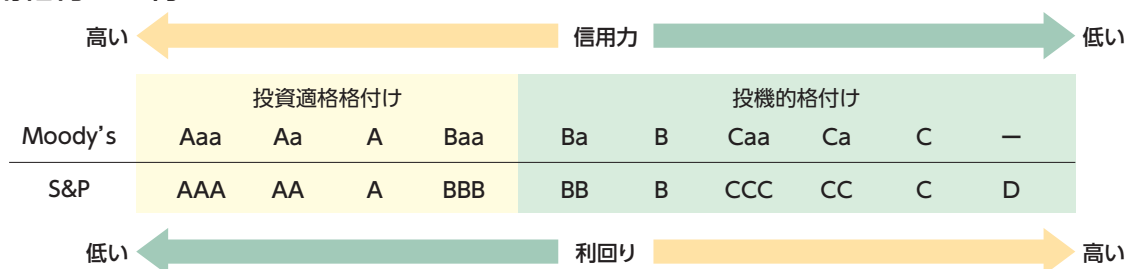 高い 信用力 低い
投資適格格付け 投機的格付け
Moody's Aaa Aa A Baa Ba B Caa Ca C ー
S&P AAA AA A BBB BB B CCC CC C D
低い 利回り 高い